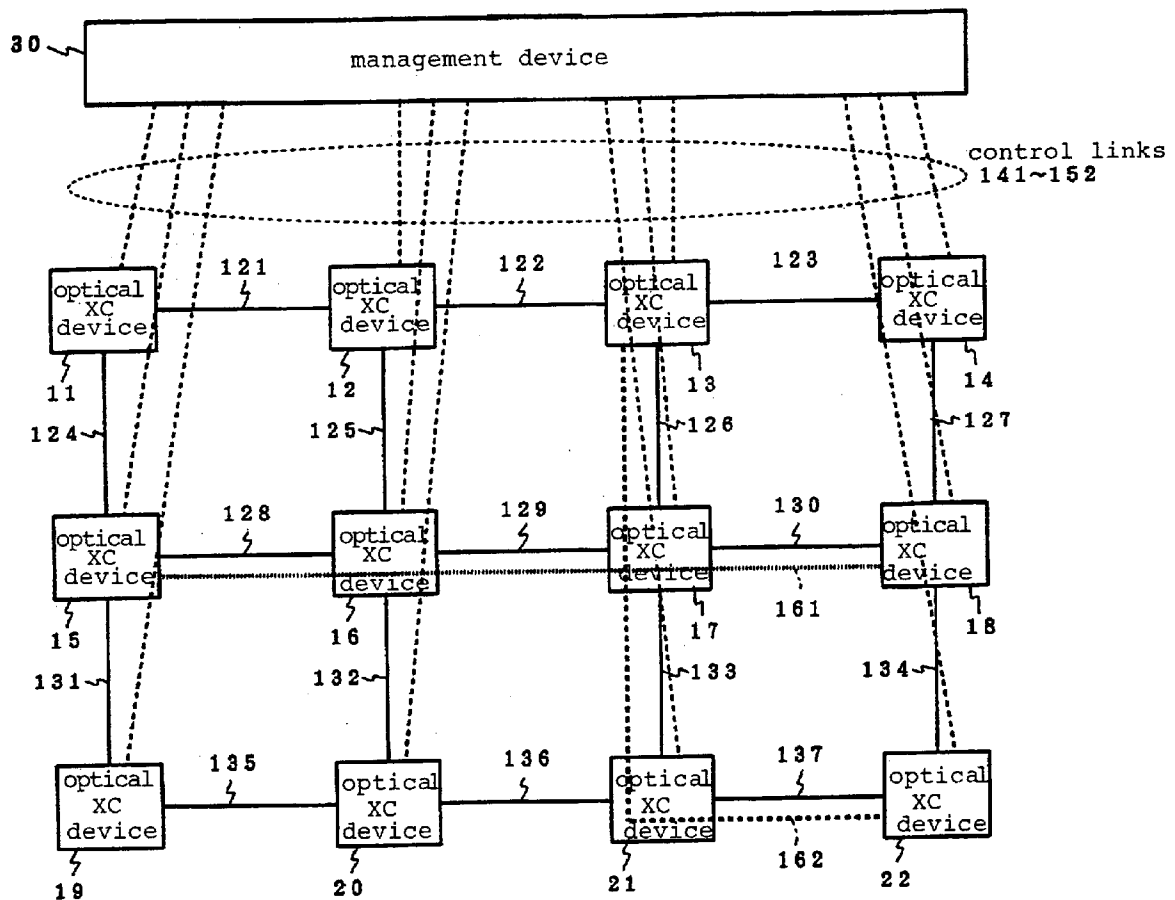 30
management device
control links
141~152
121
122
123
optical
XC
device
optical
XC
device
optical
XC
device
optical
XC
device
11
12
13
14
124
125
126
127
128
129
130
optical
XC
device
optical
XC
device
optical
XC
device
optical
XC
device
161
15
16
17
18
131
132
133
134
135
136
137
optical
XC
device
optical
XC
device
optical
XC
device
optical
XC
device
162
19
20
21
22